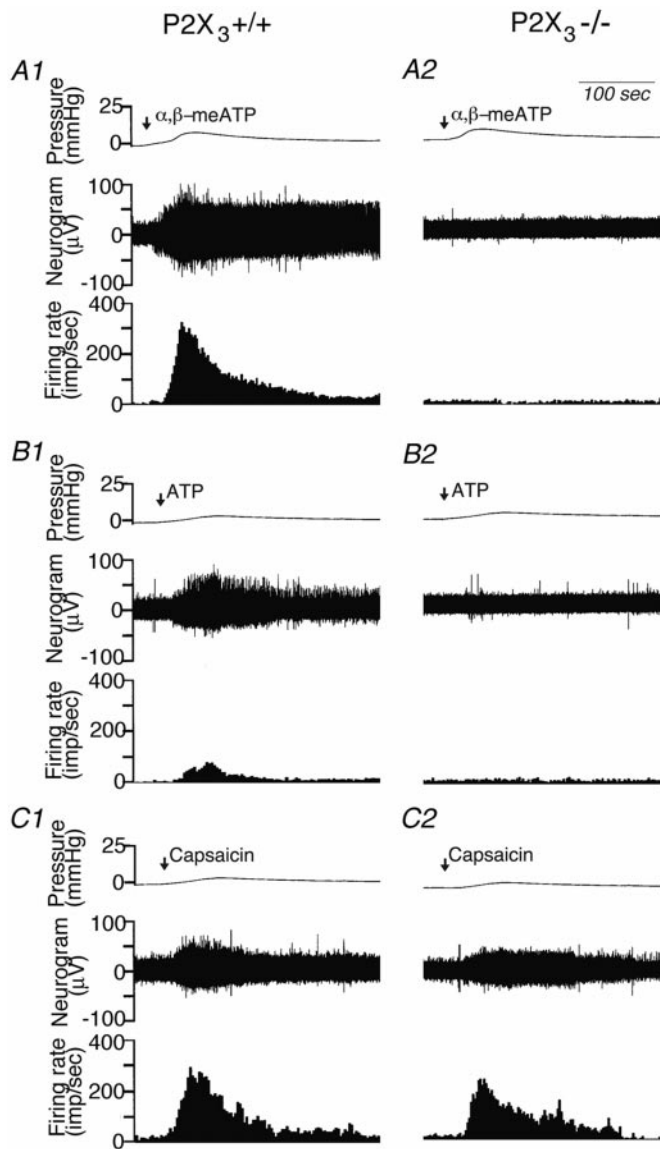 P2X3+/+
P2X3-/-
A1
A2
100 sec
Pressure
(mmHg)
25
0
α,β–meATP
α,β–meATP
Neurogram
(μV)
100
0
-100
Firing rate
(imp/sec)
400
200
0
B1
B2
Pressure
(mmHg)
25
0
ATP
ATP
Neurogram
(μV)
100
0
-100
Firing rate
(imp/sec)
400
200
0
C1
C2
Pressure
(mmHg)
25
0
Capsaicin
Capsaicin
Neurogram
(μV)
100
0
-100
Firing rate
(imp/sec)
400
200
0